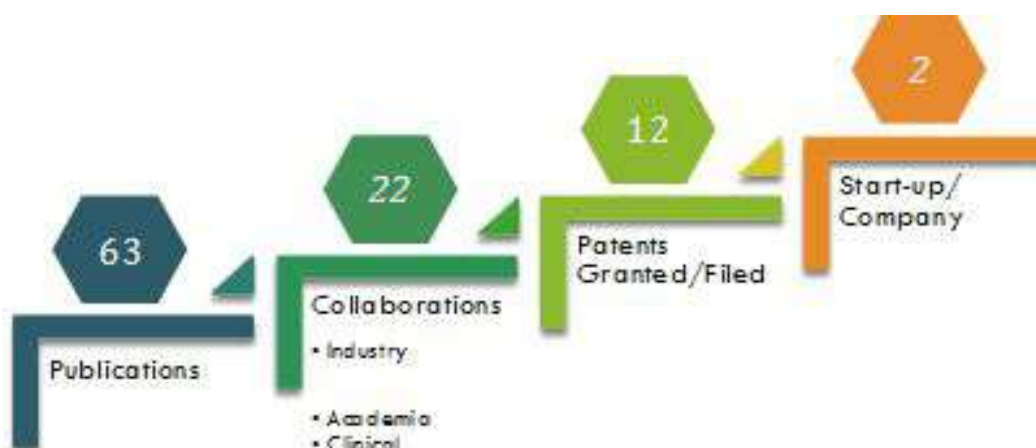 63
Publications
22
Collaborations
• Industry
• Academia
• Clinical
12
Patents
Granted/Filed
2
Start-up/
Company